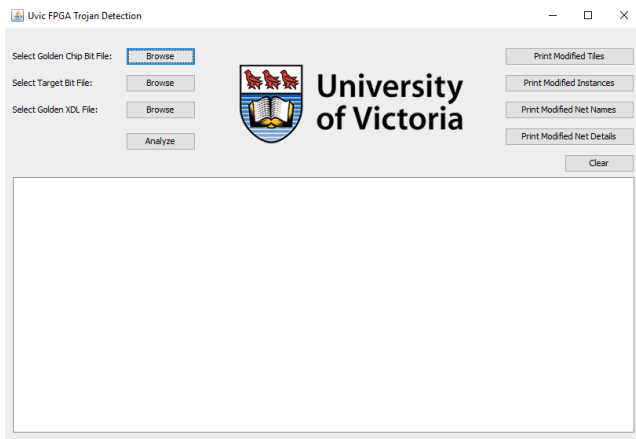 Uvic FPGA Trojan Detection
Select Golden Chip Bit File:
Browse
Select Target Bit File:
Browse
Select Golden XDL File:
Browse
Analyze
University
of Victoria
Print Modified Tiles
Print Modified Instances
Print Modified Net Names
Print Modified Net Details
Clear